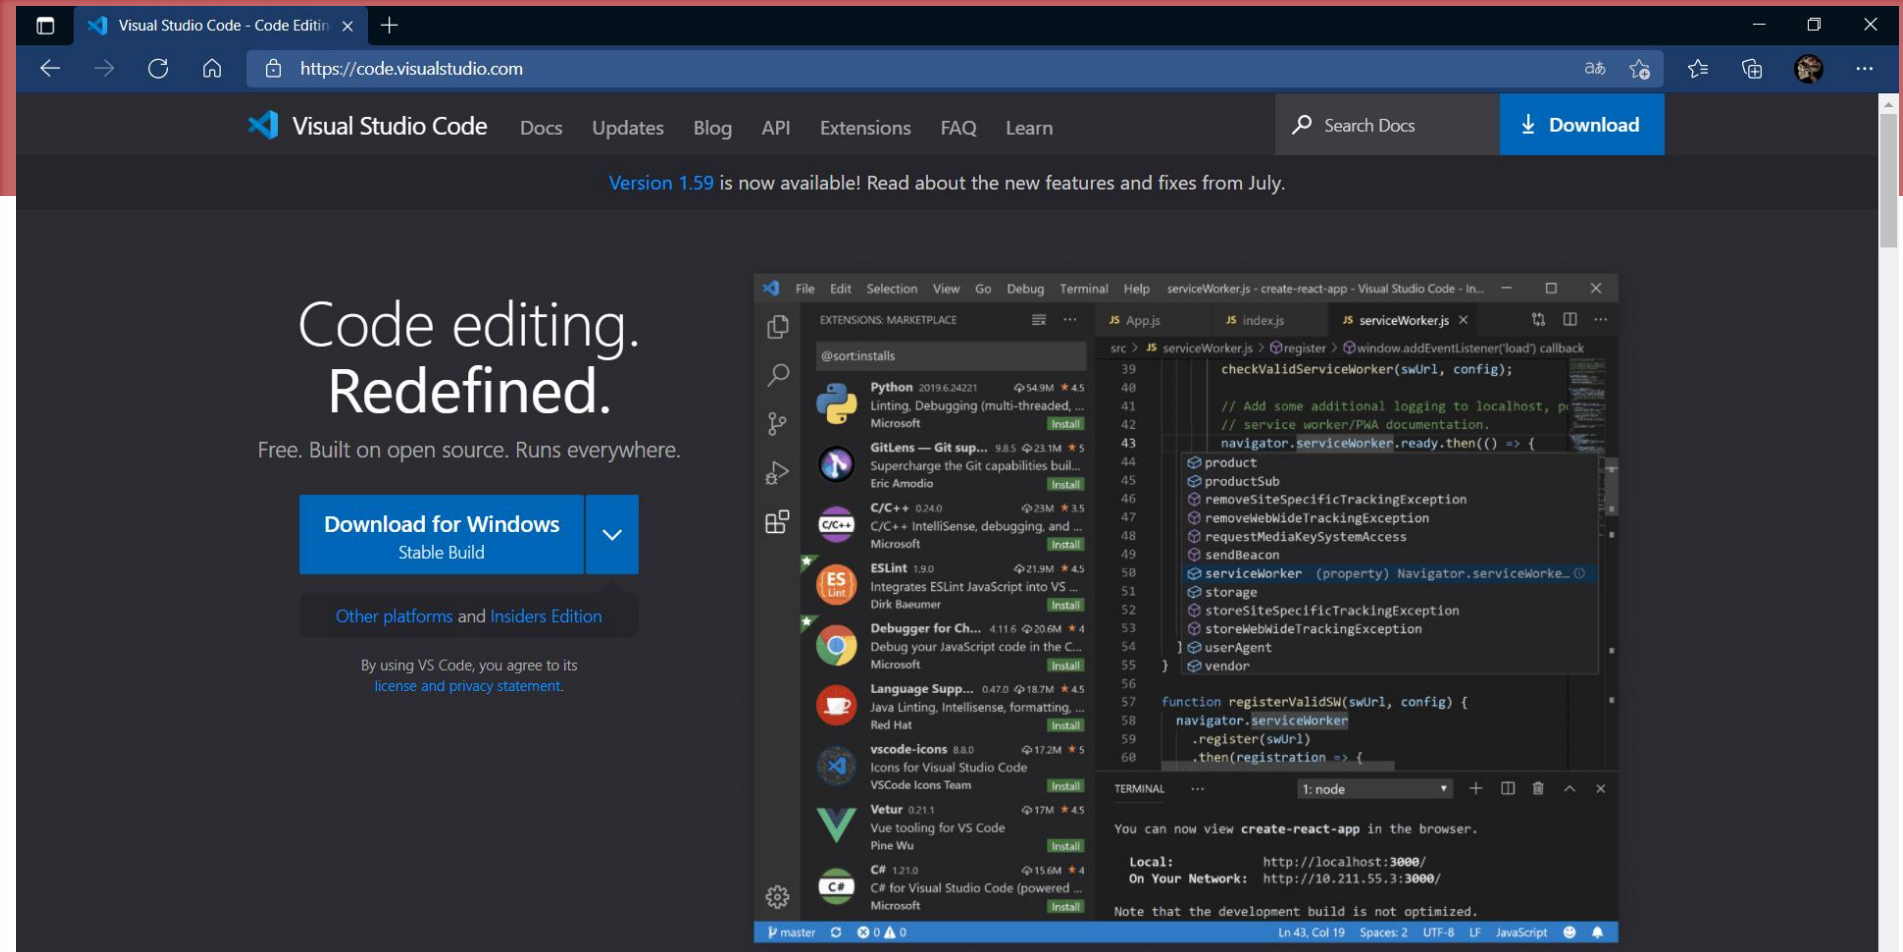 Visual Studio Code - Code Editin
https://code.visualstudio.com
Visual Studio Code Docs Updates Blog API Extensions FAQ Learn Search Docs Download
Version 1.59 is now available! Read about the new features and fixes from July.
Code editing.
Redefined.
Free. Built on open source. Runs everywhere.
Download for Windows
Stable Build
Other platforms and Insiders Edition
By using VS Code, you agree to its
license and privacy statement.
File Edit Selection View Go Debug Terminal Help serviceWorker.js - create-react-app - Visual Studio Code - In...
EXTENSIONS: MARKETPLACE
@sort:installs
Python 2019.6.24221 54.9M 4.5
Linting, Debugging (multi-threaded, ...
Microsoft Install
GitLens — Git sup... 9.8.5 23.1M 5
Supercharge the Git capabilities buil...
Eric Amodio Install
C/C++ 0.24.0 23M 3.5
C/C++ C/C++ IntelliSense, debugging, and ...
Microsoft Install
ESLint 1.9.0 21.9M 4.5
ES Lint Integrates ESLint JavaScript into VS ...
Dirk Baeumer Install
Debugger for Ch... 4.11.6 20.6M 4
Debug your JavaScript code in the C...
Microsoft Install
Language Supp... 0.47.0 18.7M 4.5
Java Linting, Intellisense, formatting, ...
Red Hat Install
vscode-icons 8.8.0 17.2M 5
Icons for Visual Studio Code
VSCode Icons Team Install
Vetur 0.21.1 17M 4.5
Vue tooling for VS Code
Pine Wu Install
C# 1.21.0 15.6M 4
C# C# for Visual Studio Code (powered ...
Microsoft Install
JS App.js JS index.js JS serviceWorker.js
src > JS serviceWorker.js > register > window.addEventListener('load') callback
39 checkValidServiceWorker(swUrl, config);
40
41 // Add some additional logging to localhost, p
42 // service worker/PWA documentation.
43 navigator.serviceWorker.ready.then(() => {
44 product
45 productSub
46 removeSiteSpecificTrackingException
47 removeWebWideTrackingException
48 requestMediaKeySystemAccess
49 sendBeacon
50 serviceWorker (property) Navigator.serviceWorke...
51 storage
52 storeSiteSpecificTrackingException
53 storeWebWideTrackingException
54 } userAgent
55 } vendor
56
57 function registerValidSW(swUrl, config) {
58 navigator.serviceWorker
59 .register(swUrl)
60 .then(registration => {
TERMINAL ... 1: node
You can now view create-react-app in the browser.
Local: http://localhost:3000/
On Your Network: http://10.211.55.3:3000/
Note that the development build is not optimized.
master 0 0 Ln 43, Col 19 Spaces: 2 UTF-8 LF JavaScript